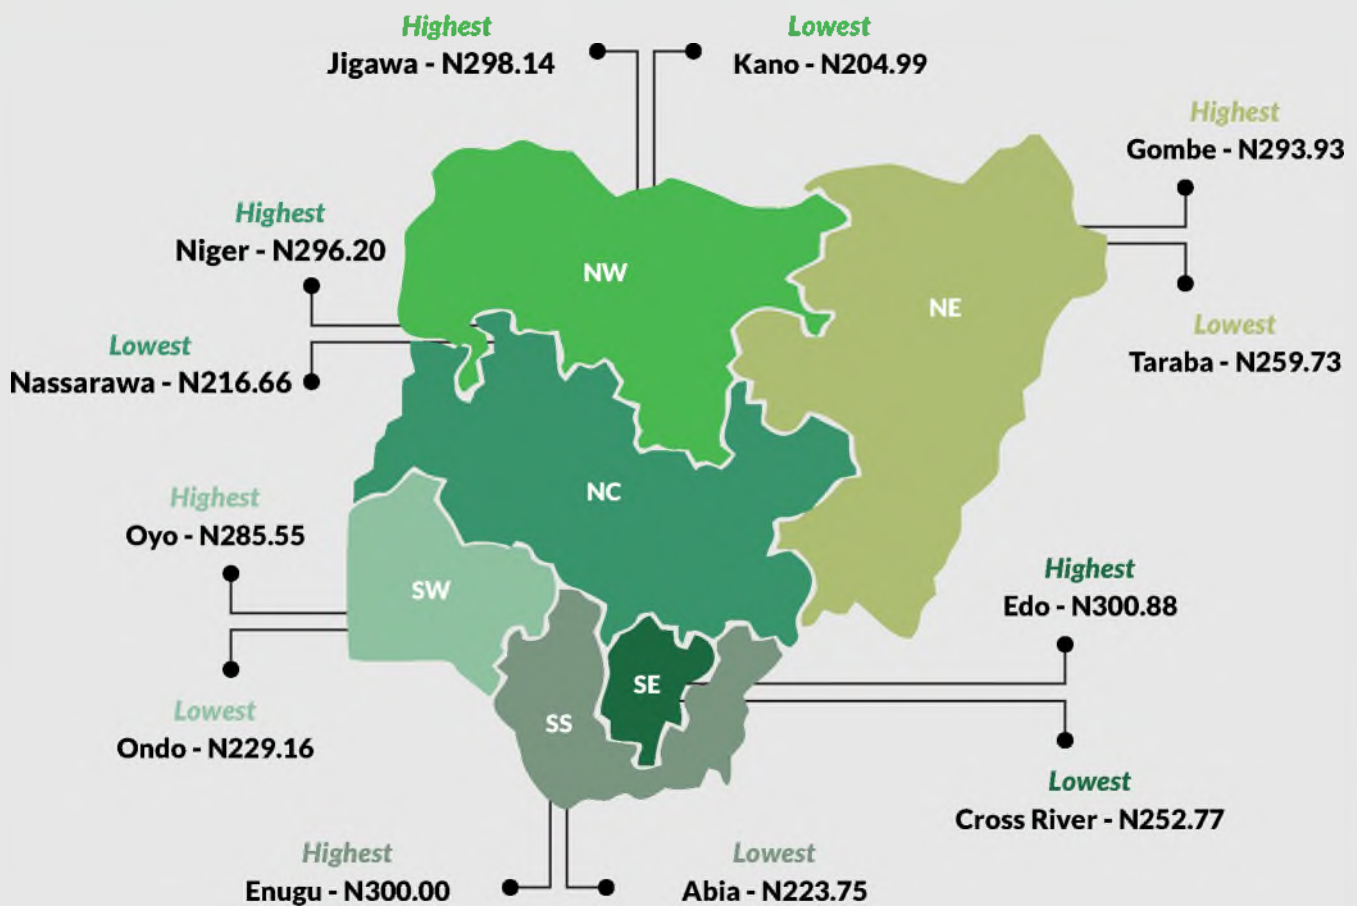 Highest
Jigawa - N298.14
Lowest
Kano - N204.99
Highest
Gombe - N293.93
Highest
Niger - N296.20
NW
NE
Lowest
Nassarawa - N216.66
Lowest
Taraba - N259.73
NC
Highest
Oyo - N285.55
SW
Highest
Edo - N300.88
SE
SS
Lowest
Ondo - N229.16
Lowest
Cross River - N252.77
Highest
Enugu - N300.00
Lowest
Abia - N223.75